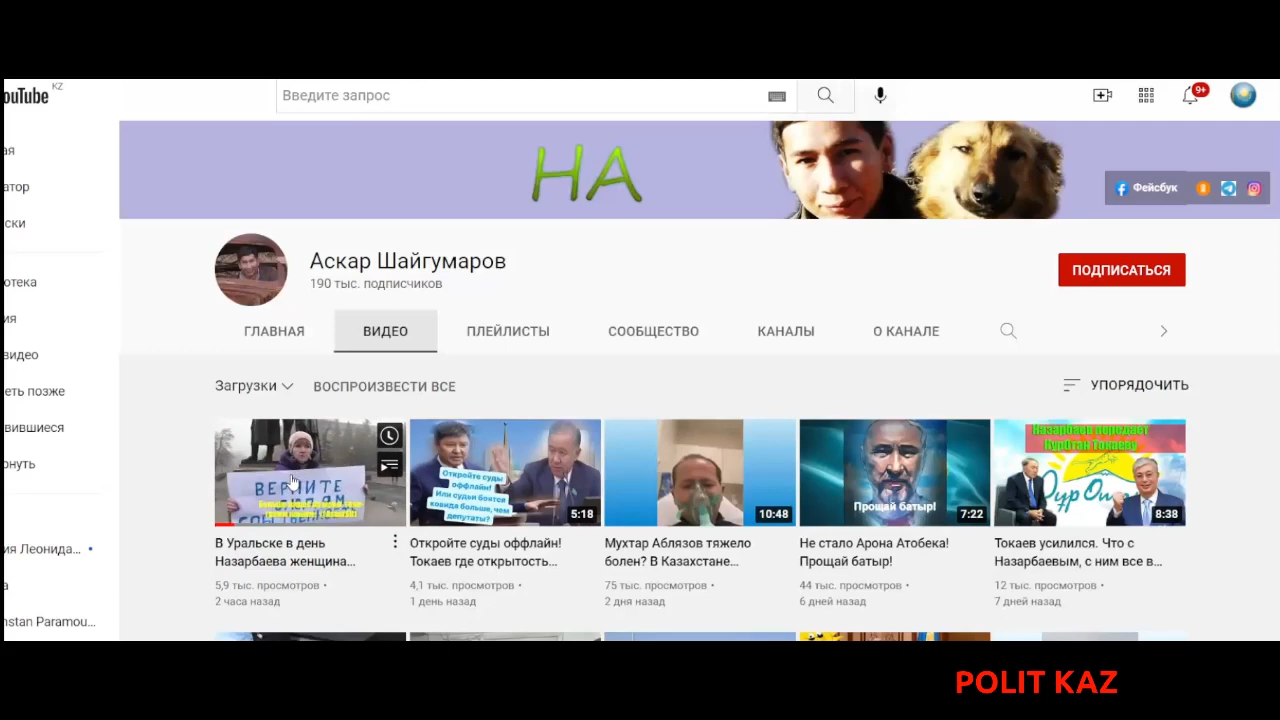 ouTube KZ
Введите запрос
9+
ая
атор
ски
отека
ия
видео
еть позже
вившиеся
рнуть
ия Леонида...
а
nstan Paramou...
НА
Фейсбук
Аскар Шайгумаров
190 тыс. подписчиков
ПОДПИСАТЬСЯ
ГЛАВНАЯ
ВИДЕО
ПЛЕЙЛИСТЫ
СООБЩЕСТВО
КАНАЛЫ
О КАНАЛЕ
Загрузки
ВОСПРОИЗВЕСТИ ВСЕ
УПОРЯДОЧИТЬ
ВЕРНИТЕ
В Уральске в день
Назарбаева женщина...
5,9 тыс. просмотров •
2 часа назад
Откройте суды
оффлайн!
Или судьи боятся
ковида больше, чем
депутаты?
5:18
Откройте суды оффлайн!
Токаев где открытость...
4,1 тыс. просмотров •
1 день назад
10:48
Мухтар Аблязов тяжело
болен? В Казахстане...
75 тыс. просмотров •
2 дня назад
Прощай батыр!
7:22
Не стало Арона Атобека!
Прощай батыр!
44 тыс. просмотров •
6 дней назад
Назарбаев передает
НурОтан Токаеву
8:38
Токаев усилился. Что с
Назарбаевым, с ним все в...
12 тыс. просмотров •
7 дней назад
POLIT KAZ